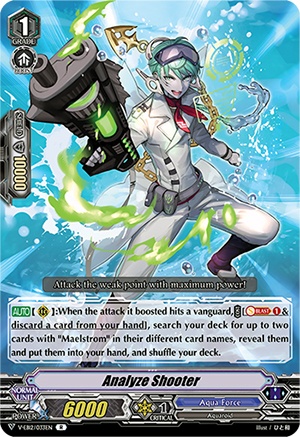 1
GRADE
BOOST
10000
Attack the weak point with maximum power!
AUTO :When the attack it boosted hits a vanguard, [COUNTER BLAST 1 &
discard a card from your hand], search your deck for up to two
cards with "Maelstrom" in their different card names, reveal them
and put them into your hand, and shuffle your deck.
Analyze Shooter
NORMAL
UNIT
POWER 6000
1
CRITICAL
Aqua Force
Aquaroid
V-EB12/033EN R
Illust /